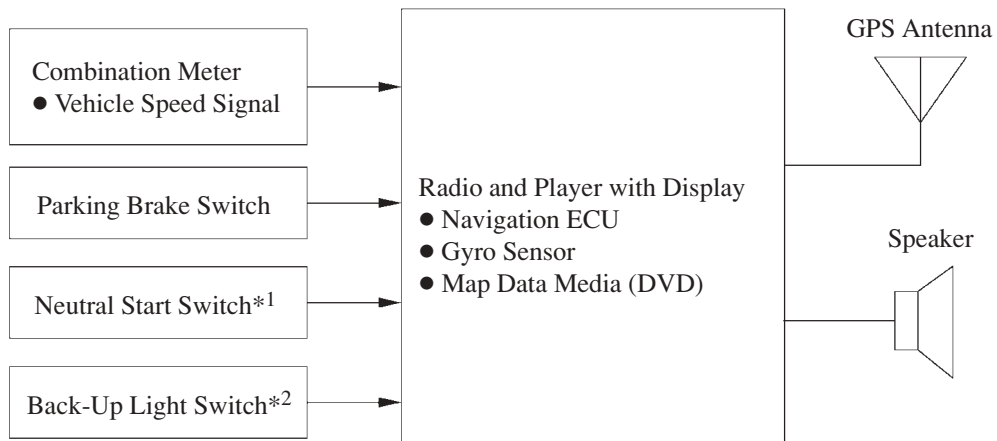 Combination Meter
● Vehicle Speed Signal
Parking Brake Switch
Neutral Start Switch*1
Back-Up Light Switch*2
Radio and Player with Display
● Navigation ECU
● Gyro Sensor
● Map Data Media (DVD)
GPS Antenna
Speaker